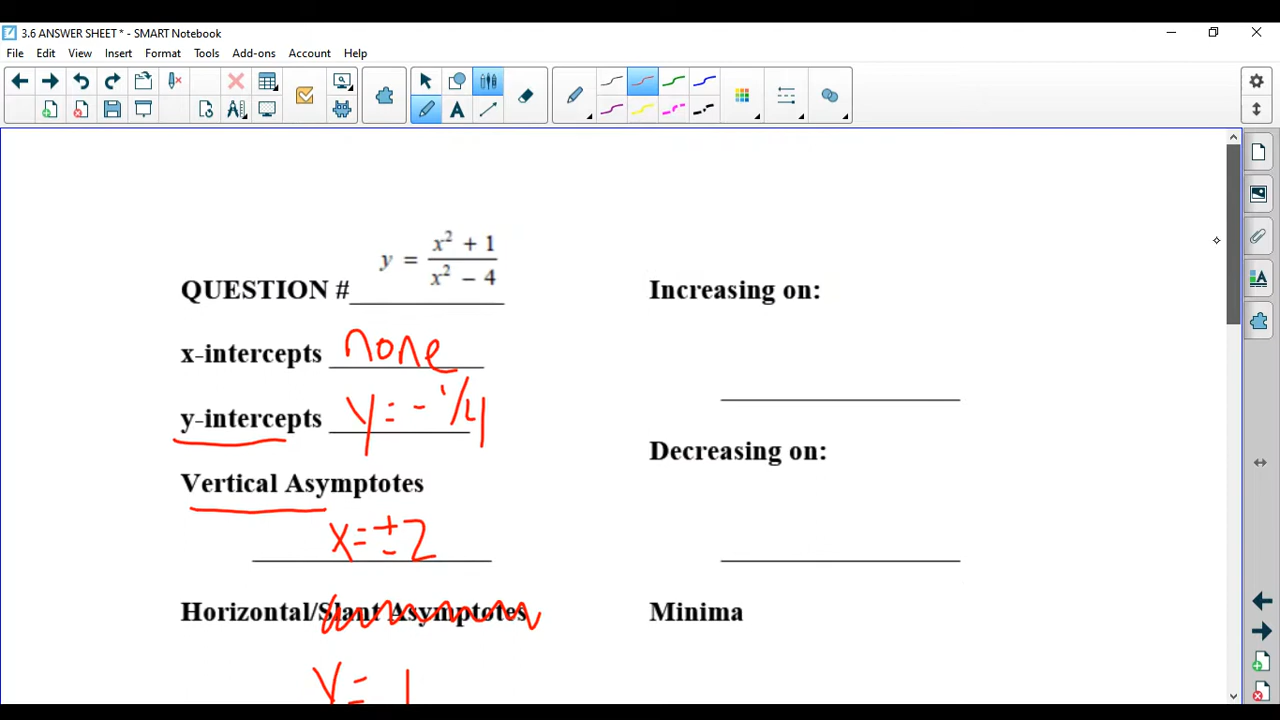 3.6 ANSWER SHEET * - SMART Notebook
File Edit View Insert Format Tools Add-ons Account Help
y = (x² + 1)/(x² − 4)
QUESTION #
x-intercepts none
y-intercepts y = - 1/4
Vertical Asymptotes
x = ± 2
Horizontal/Slant Asymptotes
y = 1
Increasing on:
Decreasing on:
Minima